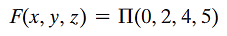 F(x, y, z) = Π(0, 2, 4, 5)